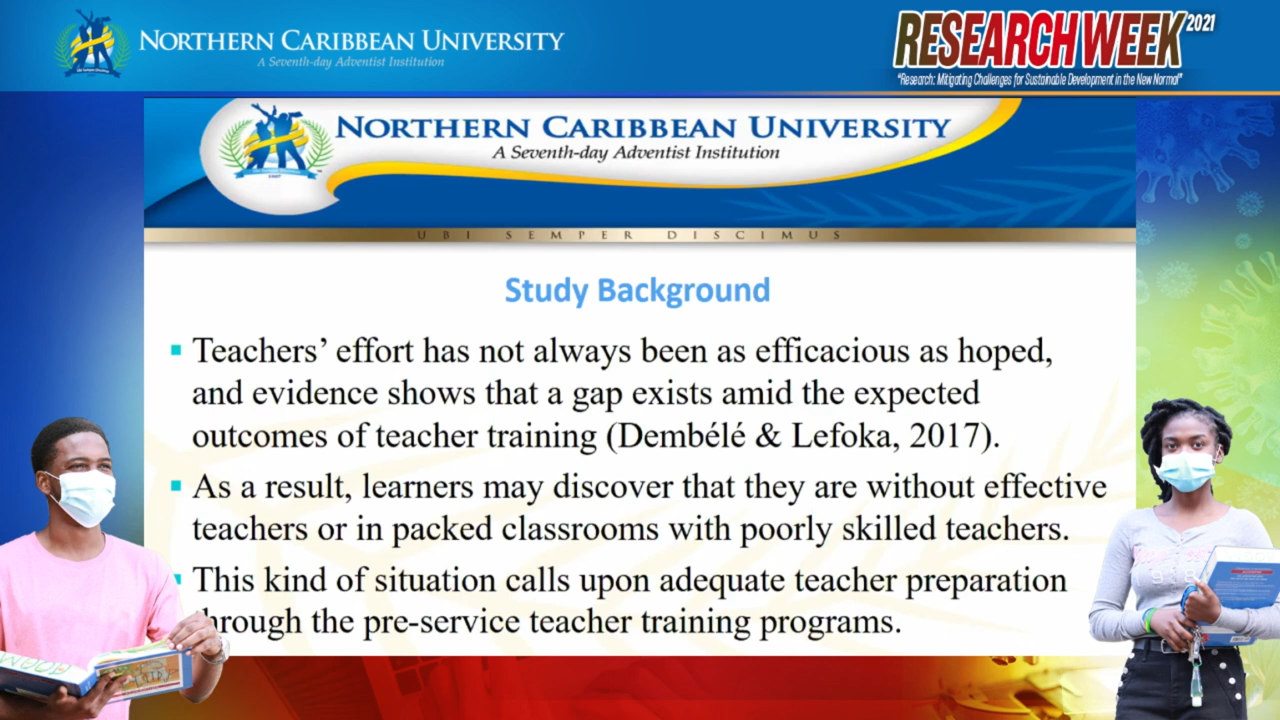 NORTHERN CARIBBEAN UNIVERSITY
A Seventh-day Adventist Institution
RESEARCH WEEK 2021
"Research: Mitigating Challenges for Sustainable Development in the New Normal"
NORTHERN CARIBBEAN UNIVERSITY
A Seventh-day Adventist Institution
UBI SEMPER DISCIMUS
Study Background
▪ Teachers’ effort has not always been as efficacious as hoped,
and evidence shows that a gap exists amid the expected
outcomes of teacher training (Dembélé & Lefoka, 2017).
▪ As a result, learners may discover that they are without effective
teachers or in packed classrooms with poorly skilled teachers.
▪ This kind of situation calls upon adequate teacher preparation
through the pre-service teacher training programs.